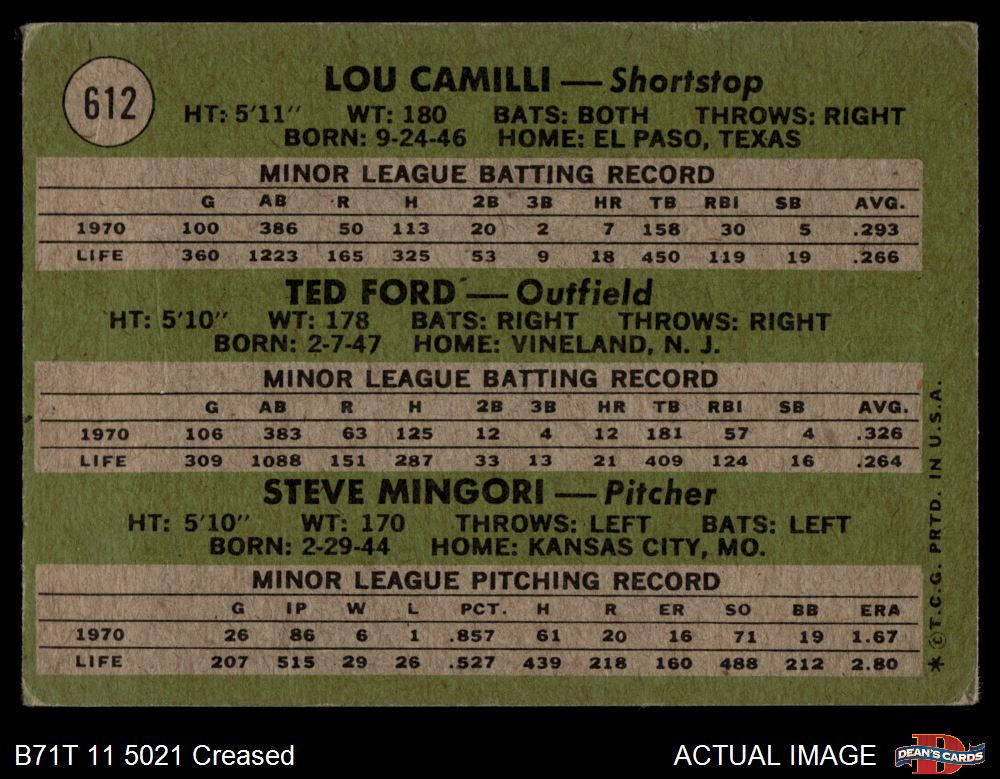 612
LOU CAMILLI — Shortstop
HT: 5'11" WT: 180 BATS: BOTH THROWS: RIGHT
BORN: 9-24-46 HOME: EL PASO, TEXAS
MINOR LEAGUE BATTING RECORD
G AB R H 2B 3B HR TB RBI SB AVG.
1970 100 386 50 113 20 2 7 158 30 5 .293
LIFE 360 1223 165 325 53 9 18 450 119 19 .266
TED FORD — Outfield
HT: 5'10" WT: 178 BATS: RIGHT THROWS: RIGHT
BORN: 2-7-47 HOME: VINELAND, N. J.
MINOR LEAGUE BATTING RECORD
G AB R H 2B 3B HR TB RBI SB AVG.
1970 106 383 63 125 12 4 12 181 57 4 .326
LIFE 309 1088 151 287 33 13 21 409 124 16 .264
STEVE MINGORI — Pitcher
HT: 5'10" WT: 170 THROWS: LEFT BATS: LEFT
BORN: 2-29-44 HOME: KANSAS CITY, MO.
MINOR LEAGUE PITCHING RECORD
G IP W L PCT. H R ER SO BB ERA
1970 26 86 6 1 .857 61 20 16 71 19 1.67
LIFE 207 515 29 26 .527 439 218 160 488 212 2.80
* © T.C.G. PRTD. IN U.S.A.
B71T 11 5021 Creased
ACTUAL IMAGE
D
DEAN'S CARDS